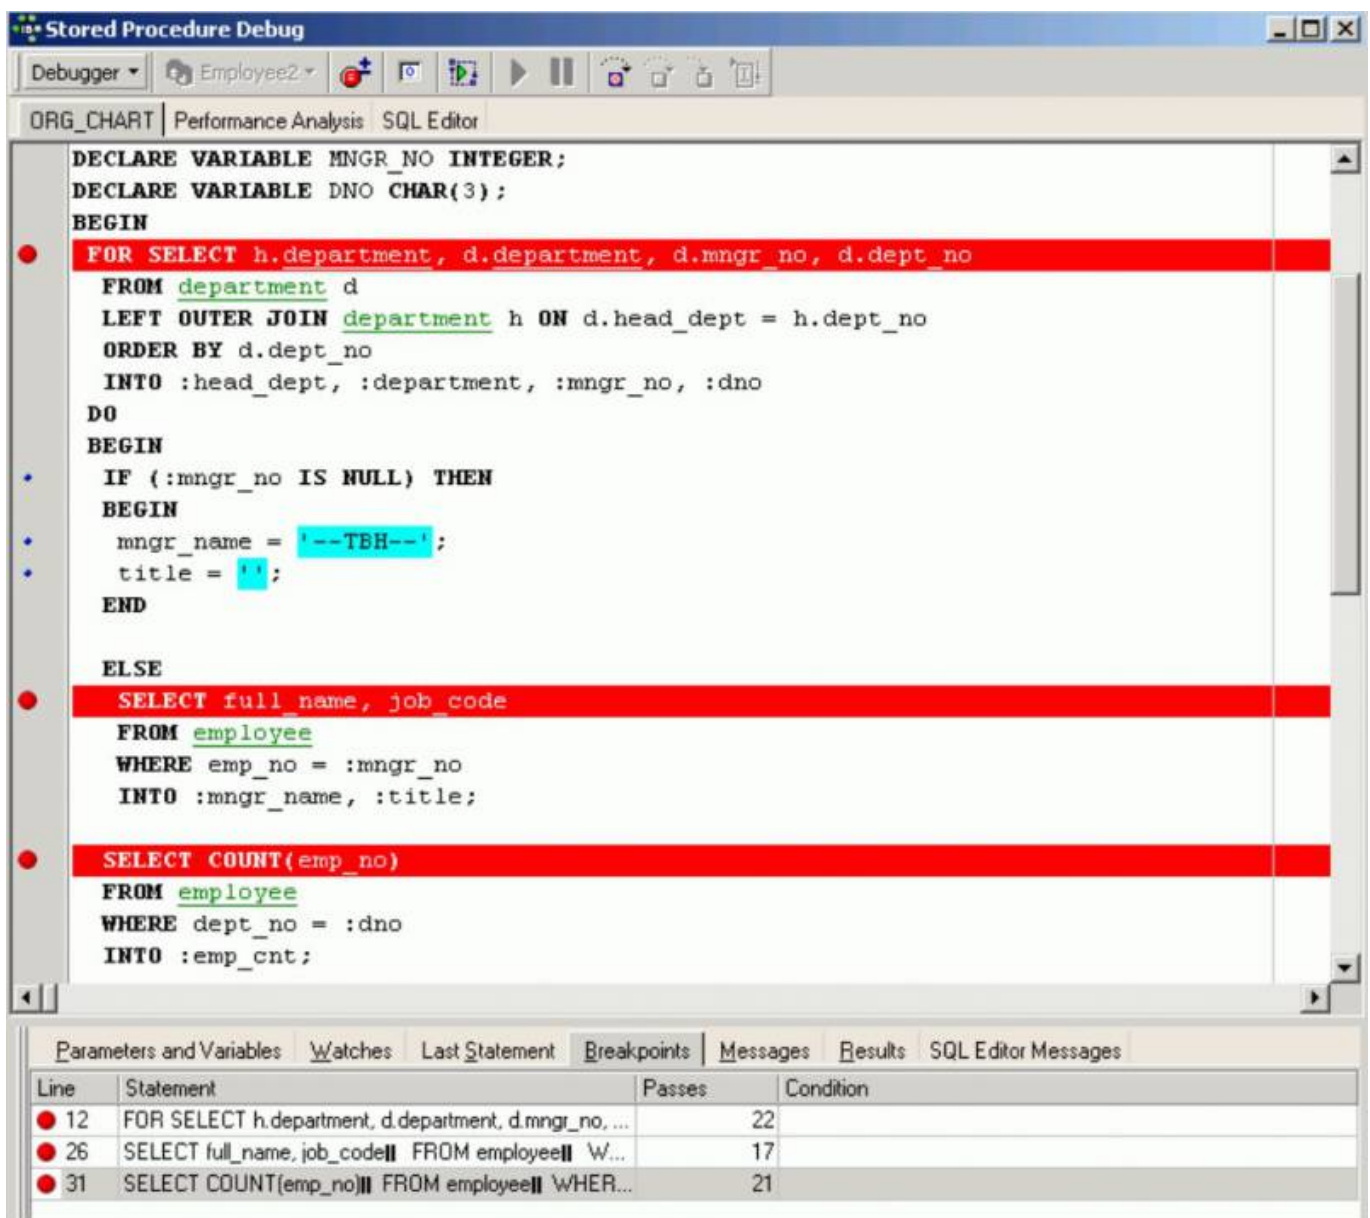 Stored Procedure Debug
Debugger Employee2
ORG_CHART Performance Analysis SQL Editor
DECLARE VARIABLE MNGR_NO INTEGER;
DECLARE VARIABLE DNO CHAR(3);
BEGIN
FOR SELECT h.department, d.department, d.mngr_no, d.dept_no
FROM department d
LEFT OUTER JOIN department h ON d.head_dept = h.dept_no
ORDER BY d.dept_no
INTO :head_dept, :department, :mngr_no, :dno
DO
BEGIN
IF (:mngr_no IS NULL) THEN
BEGIN
mngr_name = '--TBH--';
title = '';
END
ELSE
SELECT full_name, job_code
FROM employee
WHERE emp_no = :mngr_no
INTO :mngr_name, :title;
SELECT COUNT(emp_no)
FROM employee
WHERE dept_no = :dno
INTO :emp_cnt;
Parameters and Variables Watches Last Statement Breakpoints Messages Results SQL Editor Messages
Line Statement Passes Condition
12 FOR SELECT h.department, d.department, d.mngr_no, ... 22
26 SELECT full_name, job_code|| FROM employee|| W... 17
31 SELECT COUNT(emp_no)|| FROM employee|| WHER... 21